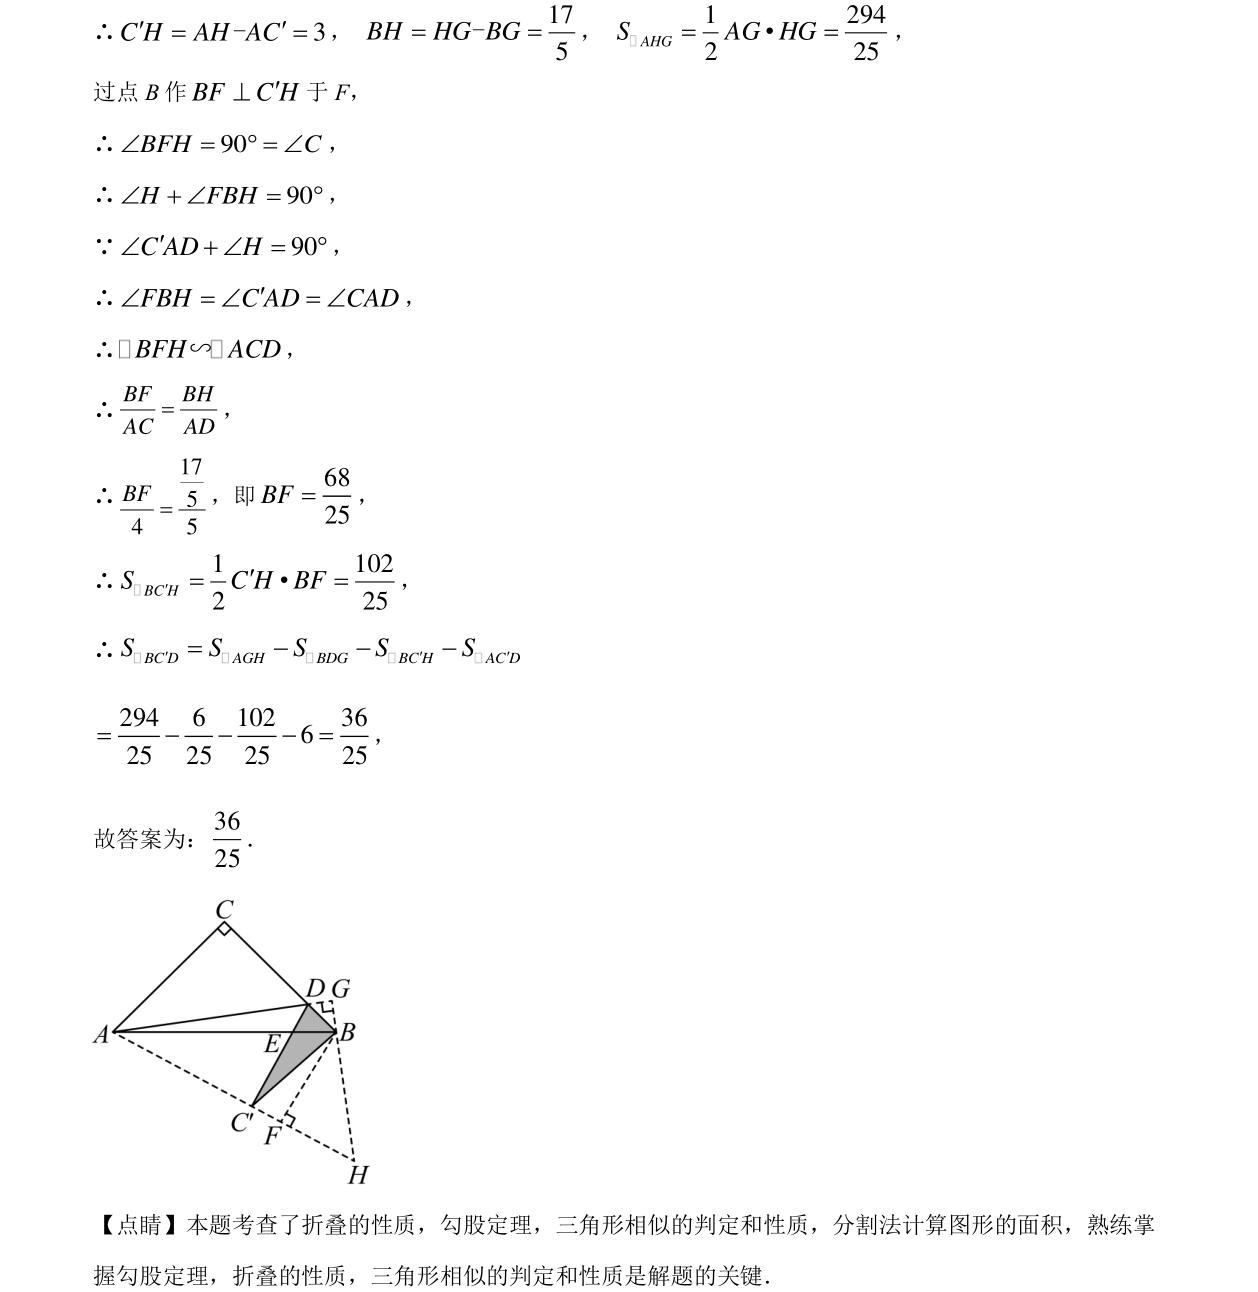 ∴ C′H = AH − AC′ = 3， BH = HG − BG = 17/5， S□AHG = 1/2 AG • HG = 294/25，
过点 B 作 BF ⊥ C′H 于 F，
∴ ∠BFH = 90° = ∠C，
∴ ∠H + ∠FBH = 90°，
∵ ∠C′AD + ∠H = 90°，
∴ ∠FBH = ∠C′AD = ∠CAD，
∴ □BFH∽□ACD，
∴ BF/AC = BH/AD，
∴ BF/4 = (17/5)/5，即 BF = 68/25，
∴ S□BC′H = 1/2 C′H • BF = 102/25，
∴ S□BC′D = S□AGH − S□BDG − S□BC′H − S□AC′D
= 294/25 − 6/25 − 102/25 − 6 = 36/25，
故答案为：36/25．
C
D G
A
E
B
C′
F
H
【点睛】本题考查了折叠的性质，勾股定理，三角形相似的判定和性质，分割法计算图形的面积，熟练掌
握勾股定理，折叠的性质，三角形相似的判定和性质是解题的关键．